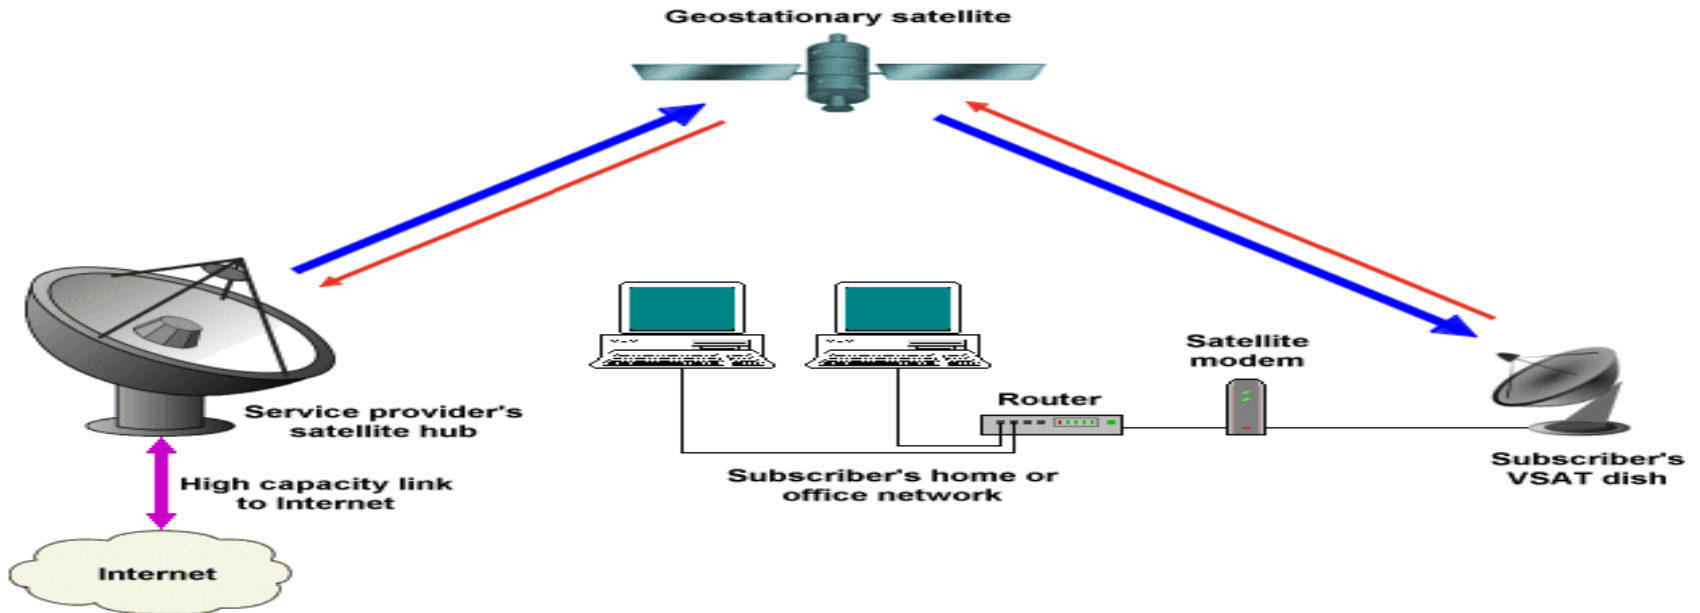 Geostationary satellite
Service provider's
satellite hub
High capacity link
to Internet
Internet
Subscriber's home or
office network
Router
Satellite
modem
Subscriber's
VSAT dish